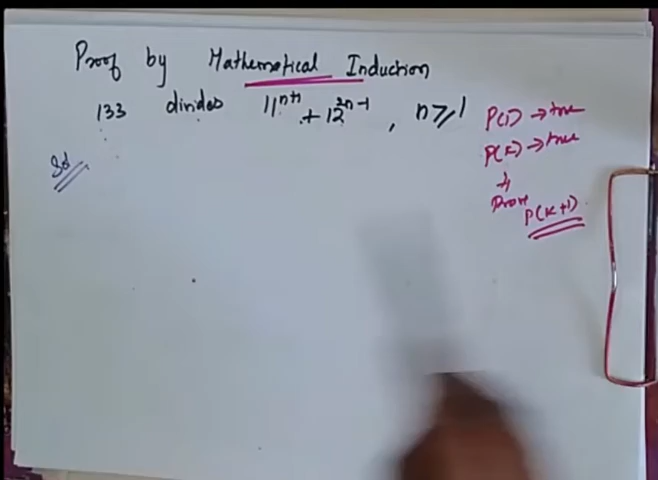 Proof by Mathematical Induction
133 divides 11^{n+1} + 12^{2n-1}, n ≥ 1
Sol
P(1) → true
P(k) → true
↓
Prove
P(k+1)